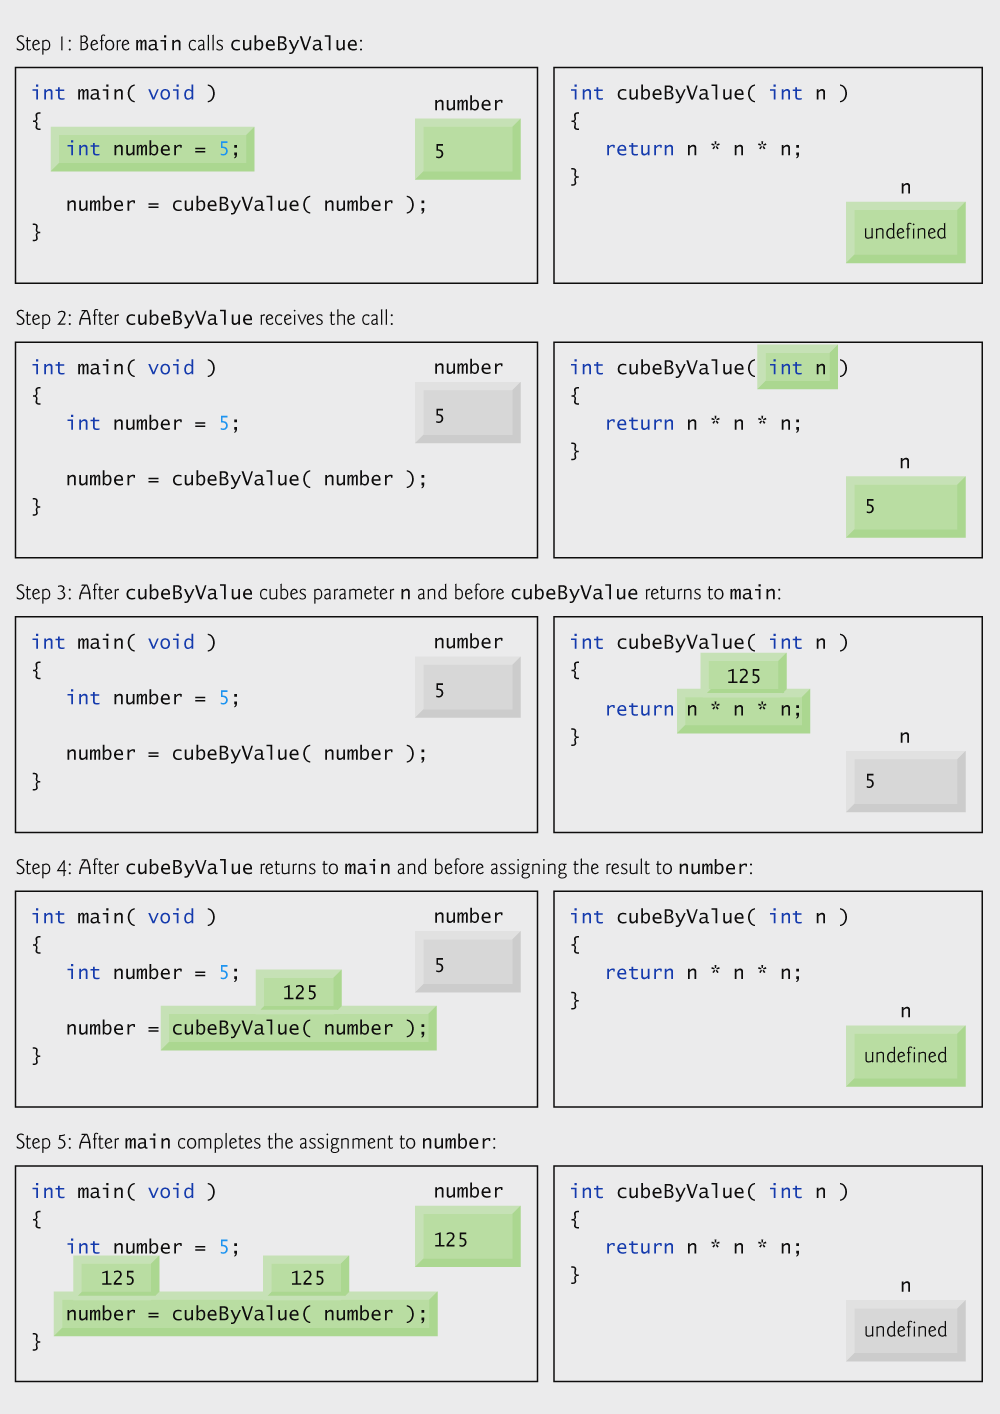 Step 1: Before main calls cubeByValue:
int main( void )
{
int number = 5;
number = cubeByValue( number );
}
number
5
int cubeByValue( int n )
{
return n * n * n;
}
n
undefined
Step 2: After cubeByValue receives the call:
int main( void )
{
int number = 5;
number = cubeByValue( number );
}
number
5
int cubeByValue( int n )
{
return n * n * n;
}
n
5
Step 3: After cubeByValue cubes parameter n and before cubeByValue returns to main:
int main( void )
{
int number = 5;
number = cubeByValue( number );
}
number
5
int cubeByValue( int n )
{
125
return n * n * n;
}
n
5
Step 4: After cubeByValue returns to main and before assigning the result to number:
int main( void )
{
int number = 5;
125
number = cubeByValue( number );
}
number
5
int cubeByValue( int n )
{
return n * n * n;
}
n
undefined
Step 5: After main completes the assignment to number:
int main( void )
{
int number = 5;
125 125
number = cubeByValue( number );
}
number
125
int cubeByValue( int n )
{
return n * n * n;
}
n
undefined